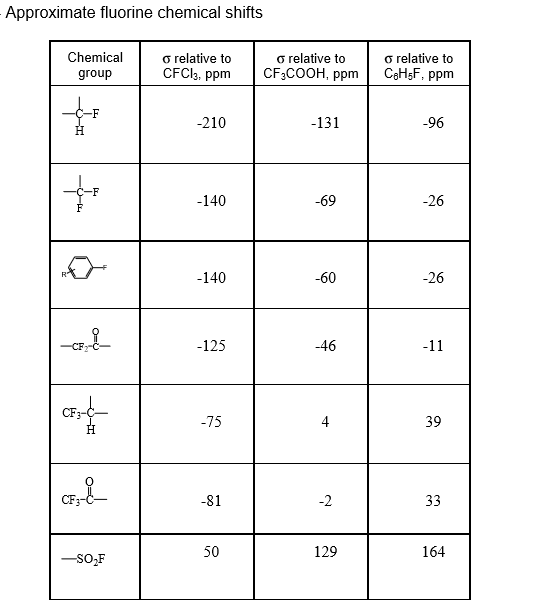 Approximate fluorine chemical shifts
Chemical group | σ relative to CFCl₃, ppm | σ relative to CF₃COOH, ppm | σ relative to C₆H₅F, ppm
C–F H | -210 | -131 | -96
C–F F | -140 | -69 | -26
R F | -140 | -60 | -26
O —CF₂-C— | -125 | -46 | -11
CF₃-C— H | -75 | 4 | 39
O CF₃-C— | -81 | -2 | 33
—SO₂F | 50 | 129 | 164